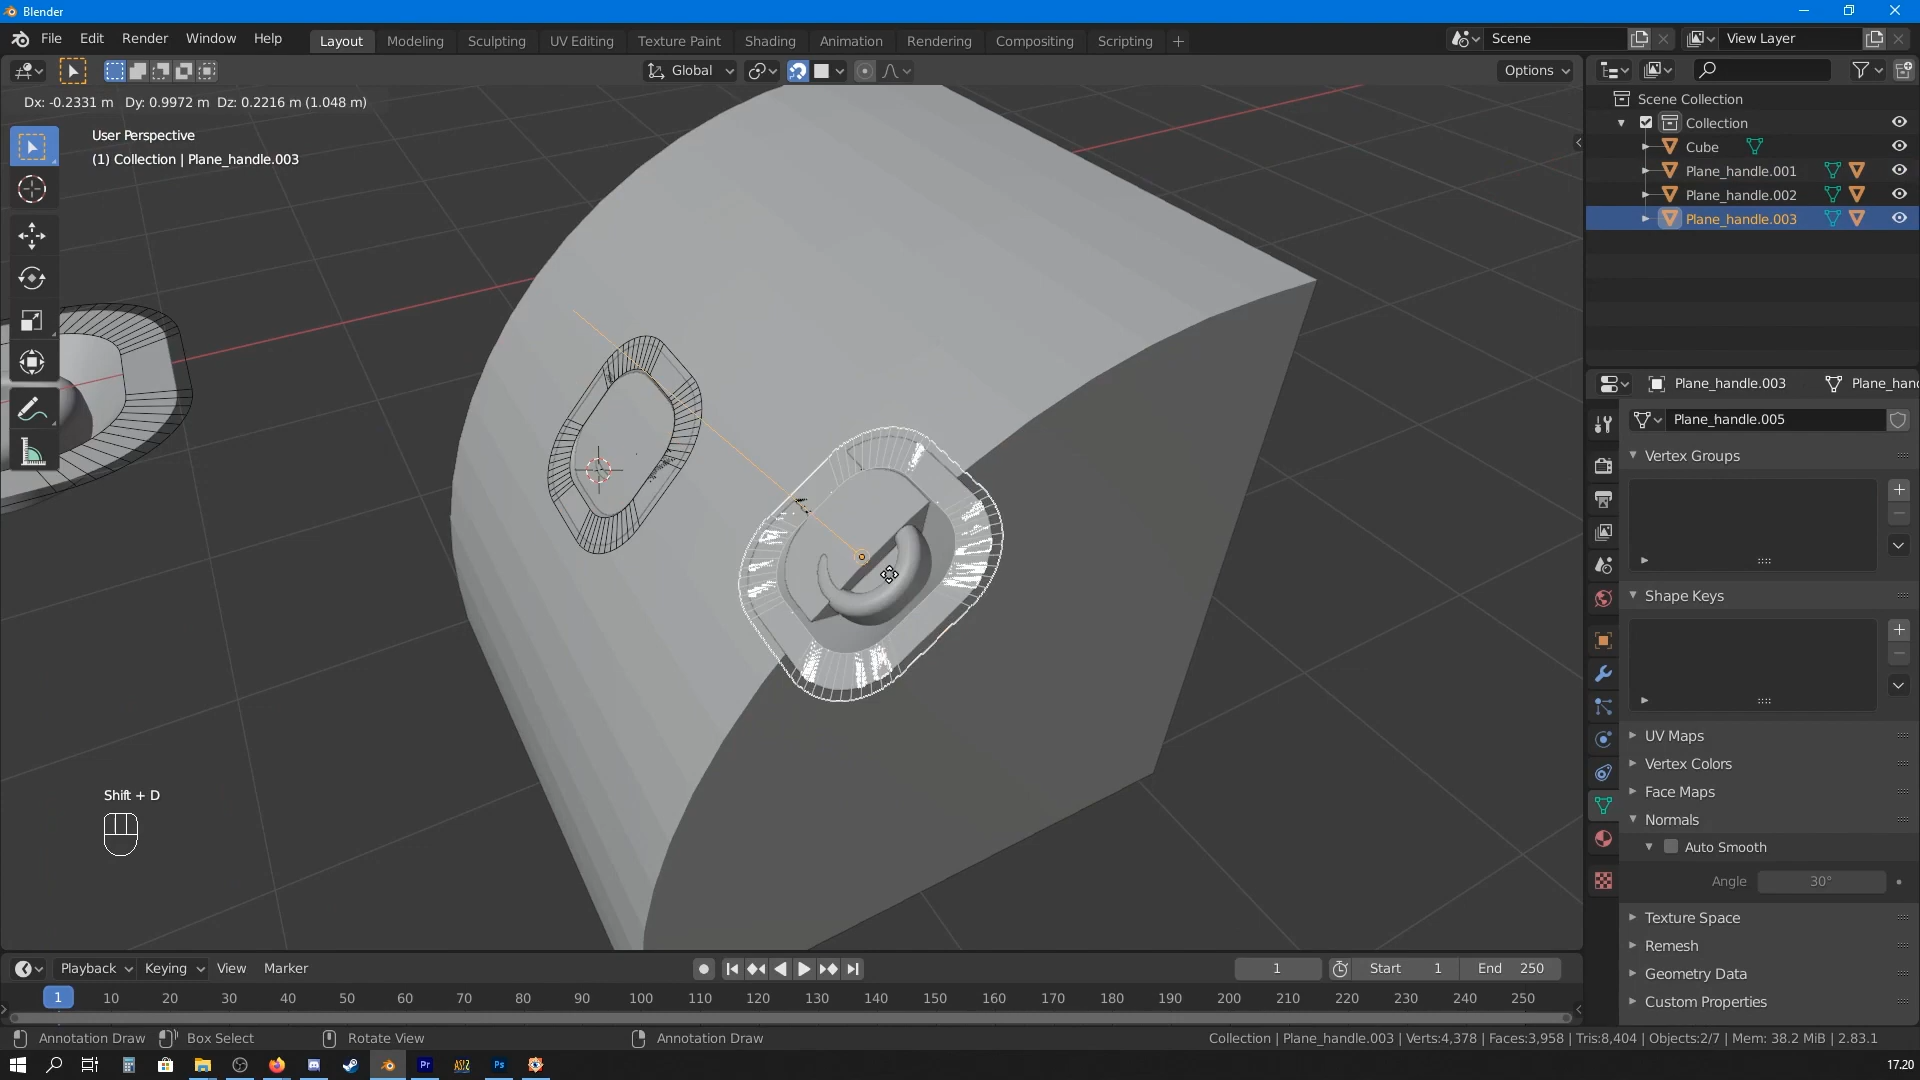 Blender
File Edit Render Window Help
Layout Modeling Sculpting UV Editing Texture Paint Shading Animation Rendering Compositing Scripting +
Scene
View Layer
Global
Options
Dx: -0.2331 m Dy: 0.9972 m Dz: 0.2216 m (1.048 m)
User Perspective
(1) Collection | Plane_handle.003
Scene Collection
Collection
Cube
Plane_handle.001
Plane_handle.002
Plane_handle.003
Plane_handle.003 Plane_hand
Plane_handle.005
Vertex Groups
Shape Keys
UV Maps
Vertex Colors
Face Maps
Normals
Auto Smooth
Angle 30°
Texture Space
Remesh
Geometry Data
Custom Properties
Shift + D
Playback Keying View Marker
1 Start 1 End 250
1 10 20 30 40 50 60 70 80 90 100 110 120 130 140 150 160 170 180 190 200 210 220 230 240 250
Annotation Draw Box Select Rotate View Annotation Draw
Collection | Plane_handle.003 | Verts:4,378 | Faces:3,958 | Tris:8,404 | Objects:2/7 | Mem: 38.2 MiB | 2.83.1
Pr Ps 17.20